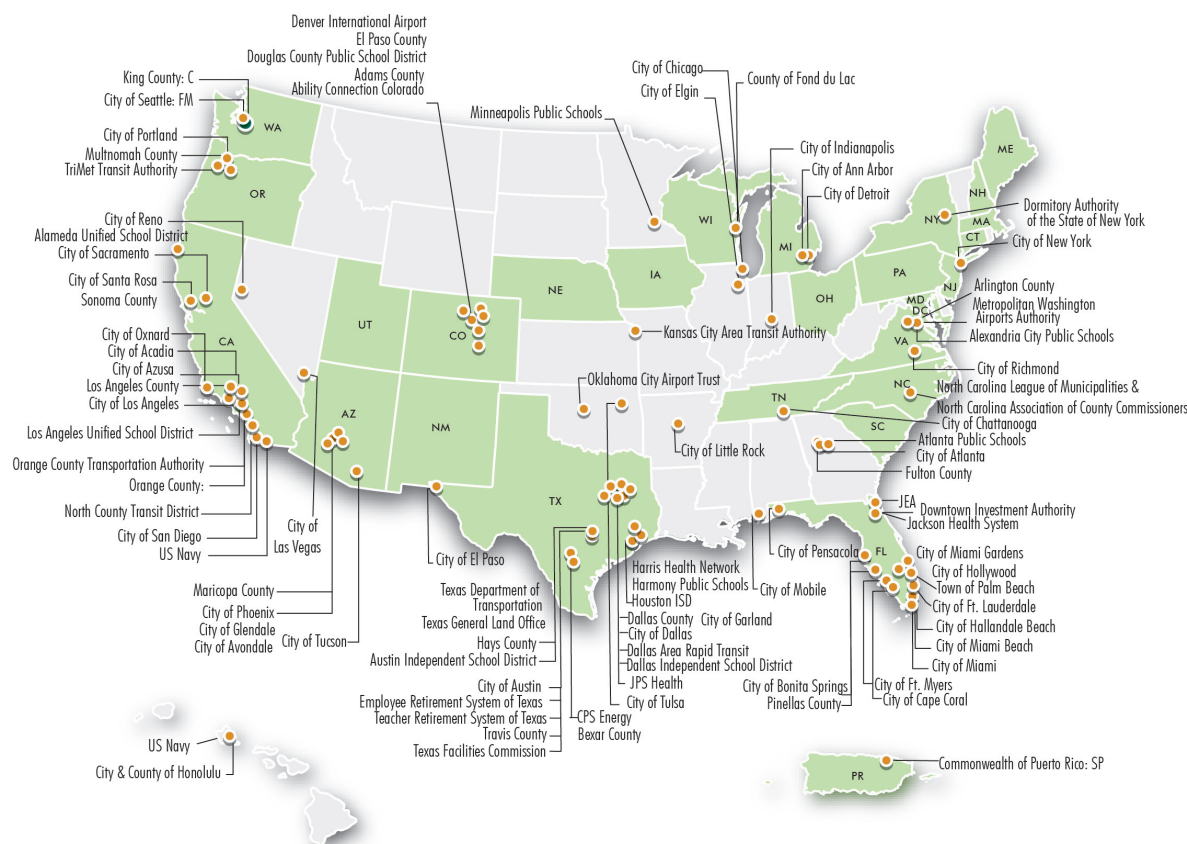 Denver International Airport
El Paso County
Douglas County Public School District
Adams County
Ability Connection Colorado
King County: C
City of Seattle: FM
WA
City of Portland
Multnomah County
TriMet Transit Authority
OR
City of Reno
Alameda Unified School District
City of Sacramento
City of Santa Rosa
Sonoma County
CA
City of Oxnard
City of Acadia
City of Azusa
Los Angeles County
City of Los Angeles
Los Angeles Unified School District
Orange County Transportation Authority
Orange County:
North County Transit District
City of San Diego
US Navy
City of
Las Vegas
UT
CO
AZ
NM
Maricopa County
City of Phoenix
City of Glendale
City of Avondale
City of Tucson
City of El Paso
Minneapolis Public Schools
City of Chicago
City of Elgin
County of Fond du Lac
City of Indianapolis
City of Ann Arbor
City of Detroit
WI
MI
IA
NE
OH
Kansas City Area Transit Authority
Oklahoma City Airport Trust
City of Little Rock
TX
Texas Department of
Transportation
Texas General Land Office
Hays County
Austin Independent School District
City of Austin
Employee Retirement System of Texas
Teacher Retirement System of Texas
Travis County
Texas Facilities Commission
CPS Energy
Bexar County
Harris Health Network
Harmony Public Schools
Houston ISD
Dallas County
City of Garland
City of Dallas
Dallas Area Rapid Transit
Dallas Independent School District
JPS Health
City of Tulsa
ME
NH
NY
MA
CT
PA
NJ
MD
DC
VA
NC
TN
SC
Dormitory Authority
of the State of New York
City of New York
Arlington County
Metropolitan Washington
Airports Authority
Alexandria City Public Schools
City of Richmond
North Carolina League of Municipalities &
North Carolina Association of County Commissioners
City of Chattanooga
Atlanta Public Schools
City of Atlanta
Fulton County
JEA
Downtown Investment Authority
Jackson Health System
City of Pensacola
City of Mobile
FL
City of Miami Gardens
City of Hollywood
Town of Palm Beach
City of Ft. Lauderdale
City of Hallandale Beach
City of Miami Beach
City of Miami
City of Ft. Myers
City of Cape Coral
City of Bonita Springs
Pinellas County
US Navy
City & County of Honolulu
PR
Commonwealth of Puerto Rico: SP